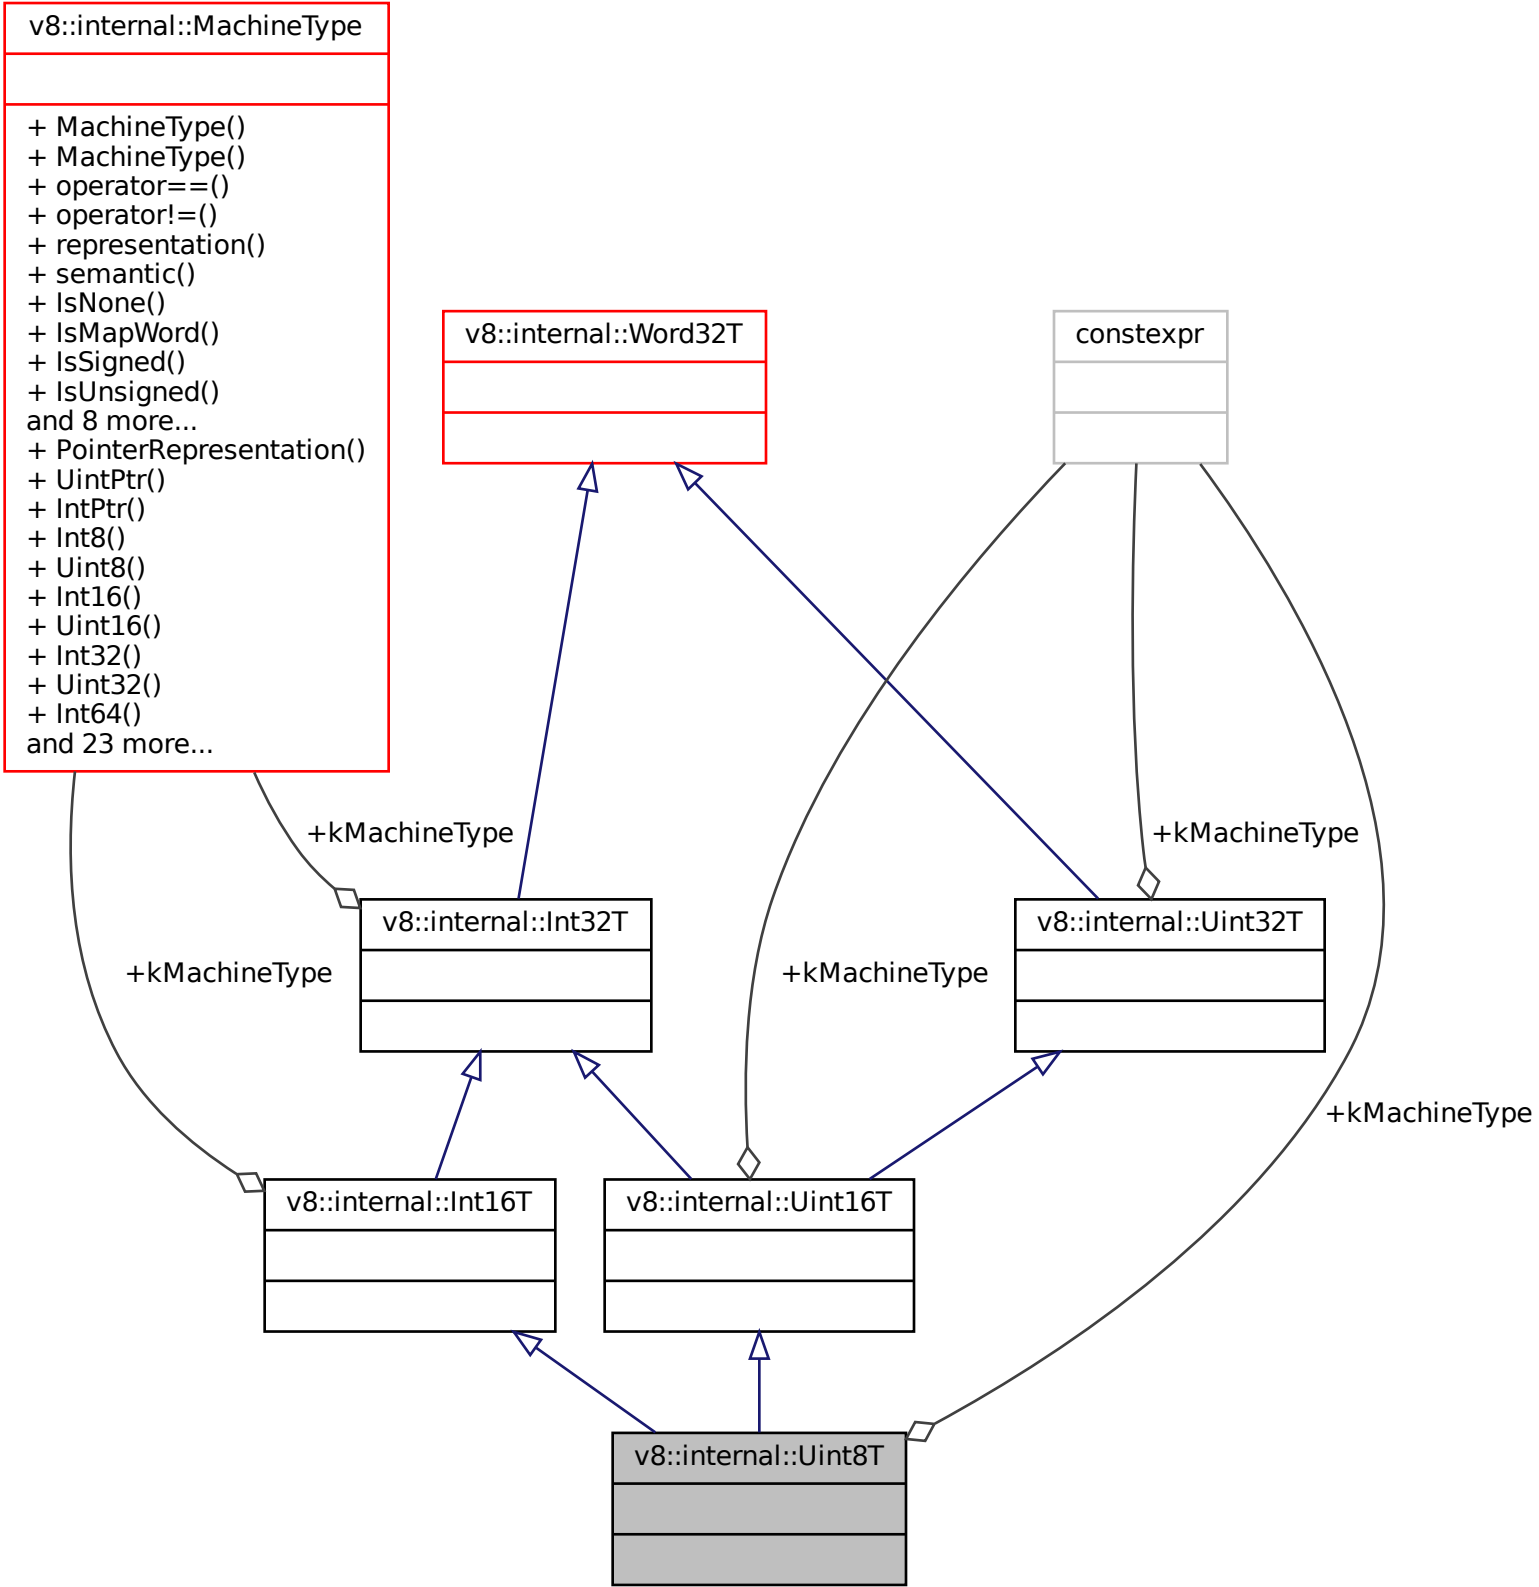 v8::internal::MachineType
+ MachineType()
+ MachineType()
+ operator==()
+ operator!=()
+ representation()
+ semantic()
+ IsNone()
+ IsMapWord()
+ IsSigned()
+ IsUnsigned()
and 8 more...
+ PointerRepresentation()
+ UintPtr()
+ IntPtr()
+ Int8()
+ Uint8()
+ Int16()
+ Uint16()
+ Int32()
+ Uint32()
+ Int64()
and 23 more...
v8::internal::Word32T
constexpr
+kMachineType
+kMachineType
v8::internal::Int32T
v8::internal::Uint32T
+kMachineType
+kMachineType
+kMachineType
v8::internal::Int16T
v8::internal::Uint16T
v8::internal::Uint8T